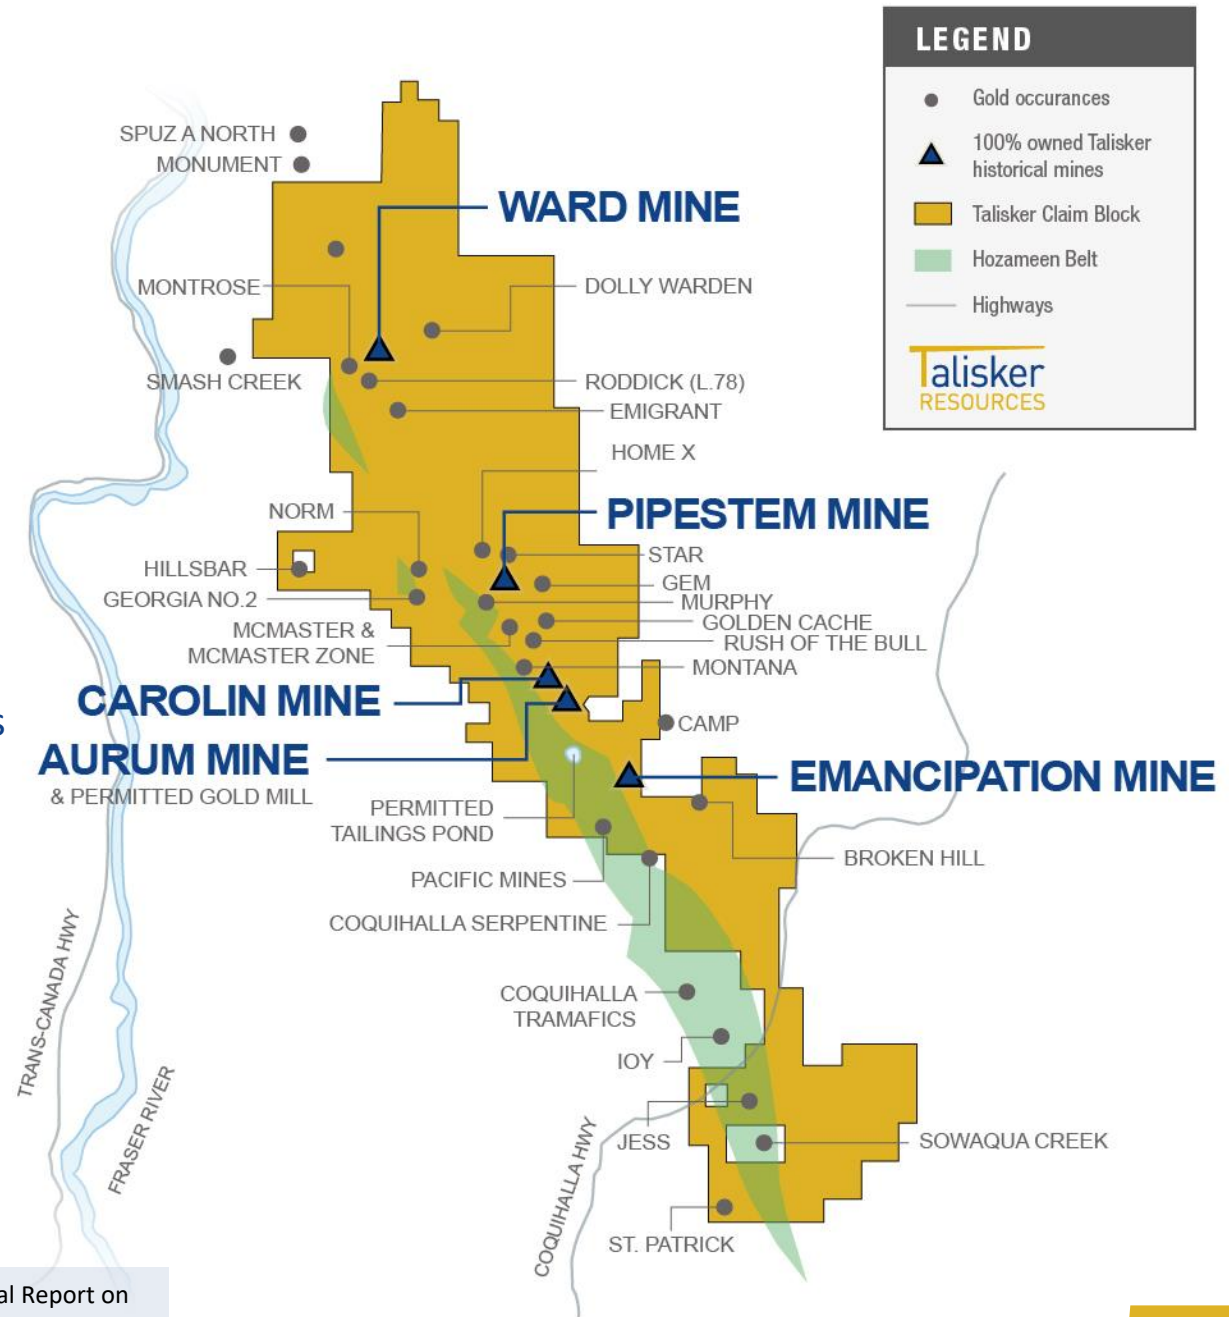 LEGEND
Gold occurances
100% owned Talisker
historical mines
Talisker Claim Block
Hozameen Belt
Highways
Talisker
RESOURCES
SPUZ A NORTH
MONUMENT
WARD MINE
MONTROSE
DOLLY WARDEN
SMASH CREEK
RODDICK (L.78)
EMIGRANT
HOME X
NORM
PIPESTEM MINE
STAR
HILLSBAR
GEM
GEORGIA NO.2
MURPHY
GOLDEN CACHE
MCMASTER &
MCMASTER ZONE
RUSH OF THE BULL
MONTANA
CAROLIN MINE
S
CAMP
AURUM MINE
& PERMITTED GOLD MILL
EMANCIPATION MINE
PERMITTED
TAILINGS POND
BROKEN HILL
PACIFIC MINES
COQUIHALLA SERPENTINE
COQUIHALLA
TRAMAFICS
IOY
TRANS-CANADA HWY
FRASER RIVER
COQUIHALLA HWY
JESS
SOWAQUA CREEK
ST. PATRICK
al Report on